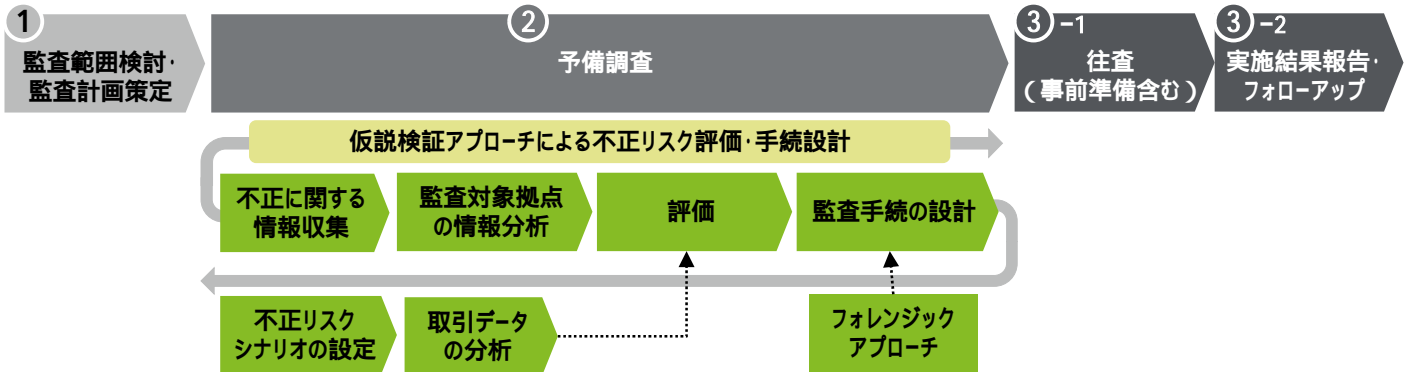 1
監査範囲検討・
監査計画策定
2
予備調査
3-1
往査
(事前準備含む)
3-2
実施結果報告・
フォローアップ
仮説検証アプローチによる不正リスク評価・手続設計
不正に関する
情報収集
監査対象拠点
の情報分析
評価
監査手続の設計
不正リスク
シナリオの設定
取引データ
の分析
フォレンジック
アプローチ